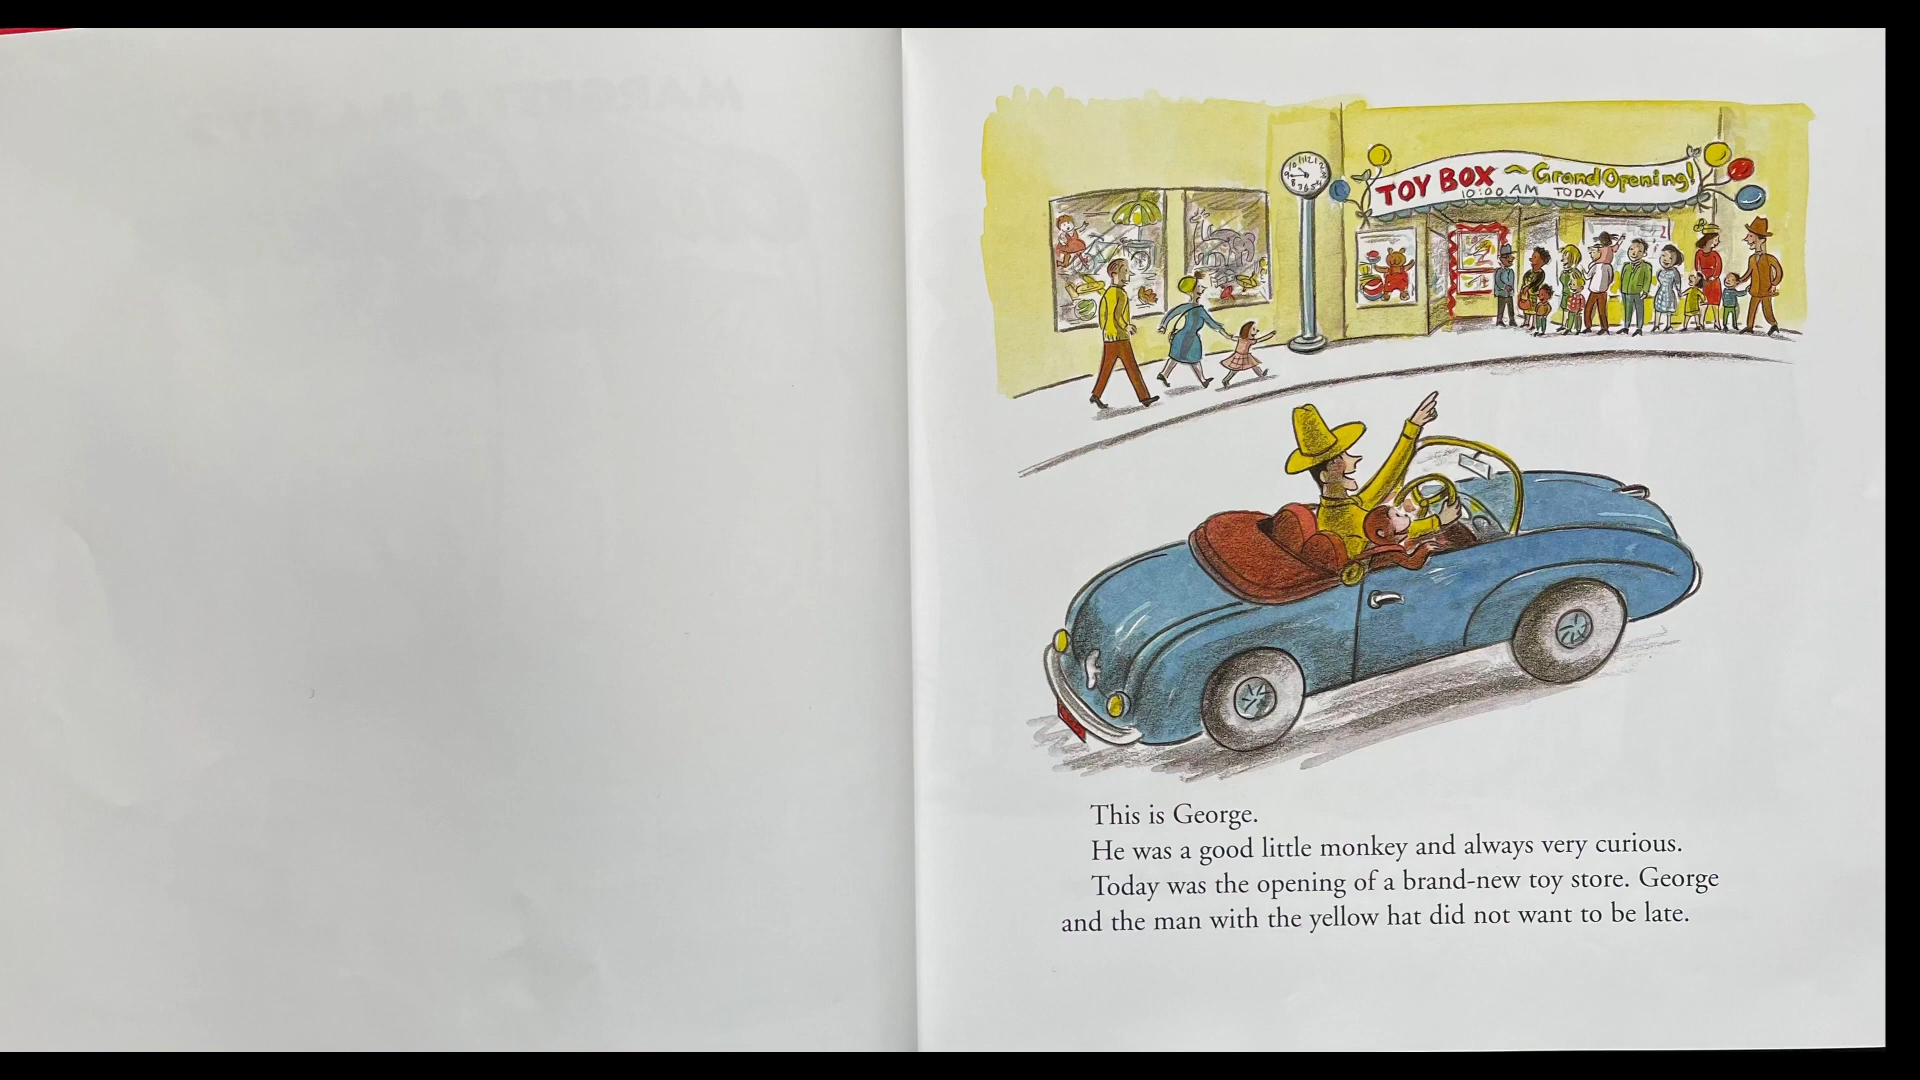 TOY BOX ~ Grand Opening!
10:00 AM TODAY
This is George.
He was a good little monkey and always very curious.
Today was the opening of a brand-new toy store. George
and the man with the yellow hat did not want to be late.